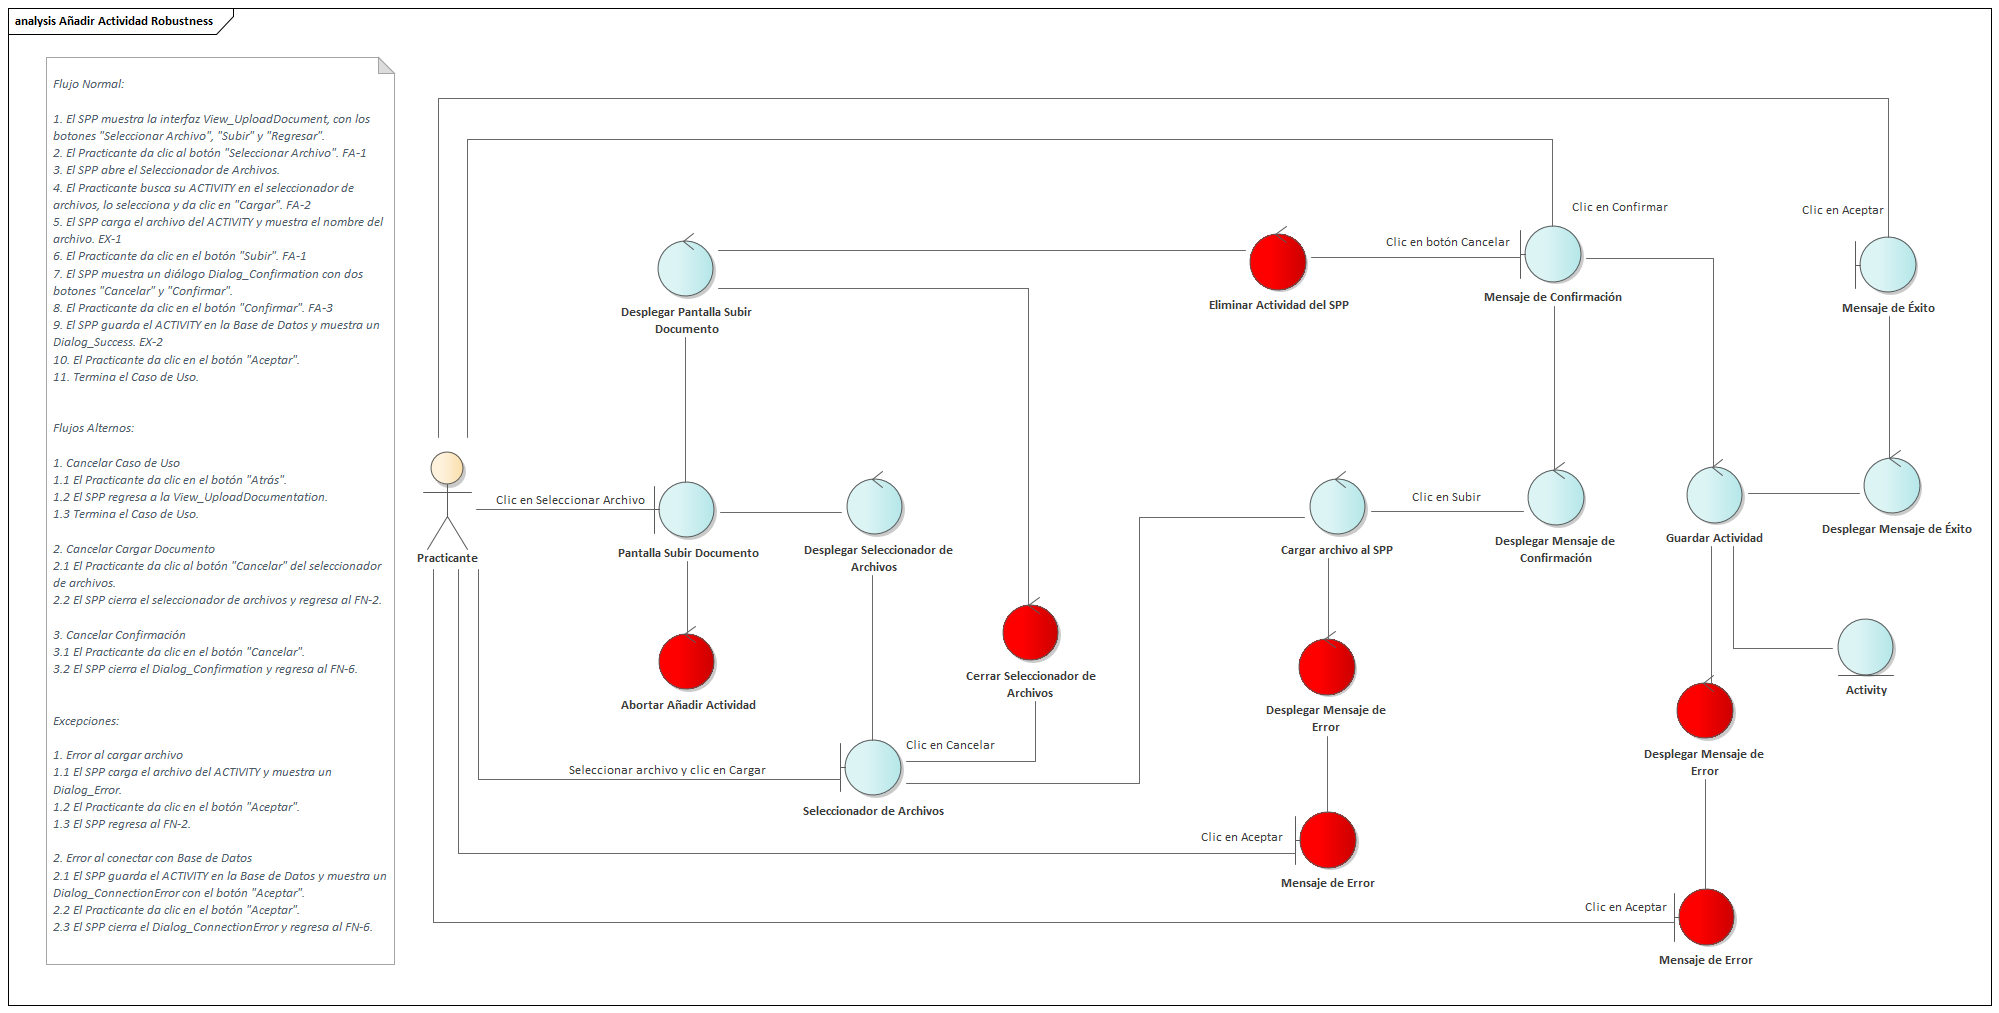 analysis Añadir Actividad Robustness
Flujo Normal:
1. El SPP muestra la interfaz View_UploadDocument, con los
botones "Seleccionar Archivo", "Subir" y "Regresar".
2. El Practicante da clic al botón "Seleccionar Archivo". FA-1
3. El SPP abre el Seleccionador de Archivos.
4. El Practicante busca su ACTIVITY en el seleccionador de
archivos, lo selecciona y da clic en "Cargar". FA-2
5. El SPP carga el archivo del ACTIVITY y muestra el nombre del
archivo. EX-1
6. El Practicante da clic en el botón "Subir". FA-1
7. El SPP muestra un diálogo Dialog_Confirmation con dos
botones "Cancelar" y "Confirmar".
8. El Practicante da clic en el botón "Confirmar". FA-3
9. El SPP guarda el ACTIVITY en la Base de Datos y muestra un
Dialog_Success. EX-2
10. El Practicante da clic en el botón "Aceptar".
11. Termina el Caso de Uso.
Flujos Alternos:
1. Cancelar Caso de Uso
1.1 El Practicante da clic en el botón "Atrás".
1.2 El SPP regresa a la View_UploadDocumentation.
1.3 Termina el Caso de Uso.
2. Cancelar Cargar Documento
2.1 El Practicante da clic al botón "Cancelar" del seleccionador
de archivos.
2.2 El SPP cierra el seleccionador de archivos y regresa al FN-2.
3. Cancelar Confirmación
3.1 El Practicante da clic en el botón "Cancelar".
3.2 El SPP cierra el Dialog_Confirmation y regresa al FN-6.
Excepciones:
1. Error al cargar archivo
1.1 El SPP carga el archivo del ACTIVITY y muestra un
Dialog_Error.
1.2 El Practicante da clic en el botón "Aceptar".
1.3 El SPP regresa al FN-2.
2. Error al conectar con Base de Datos
2.1 El SPP guarda el ACTIVITY en la Base de Datos y muestra un
Dialog_ConnectionError con el botón "Aceptar".
2.2 El Practicante da clic en el botón "Aceptar".
2.3 El SPP cierra el Dialog_ConnectionError y regresa al FN-6.
Clic en Confirmar
Clic en Aceptar
Clic en botón Cancelar
Desplegar Pantalla Subir
Documento
Eliminar Actividad del SPP
Mensaje de Confirmación
Mensaje de Éxito
Practicante
Clic en Seleccionar Archivo
Pantalla Subir Documento
Desplegar Seleccionador de
Archivos
Clic en Subir
Cargar archivo al SPP
Desplegar Mensaje de
Confirmación
Guardar Actividad
Desplegar Mensaje de Éxito
Abortar Añadir Actividad
Cerrar Seleccionador de
Archivos
Desplegar Mensaje de
Error
Activity
Desplegar Mensaje de
Error
Clic en Cancelar
Seleccionar archivo y clic en Cargar
Seleccionador de Archivos
Clic en Aceptar
Mensaje de Error
Clic en Aceptar
Mensaje de Error